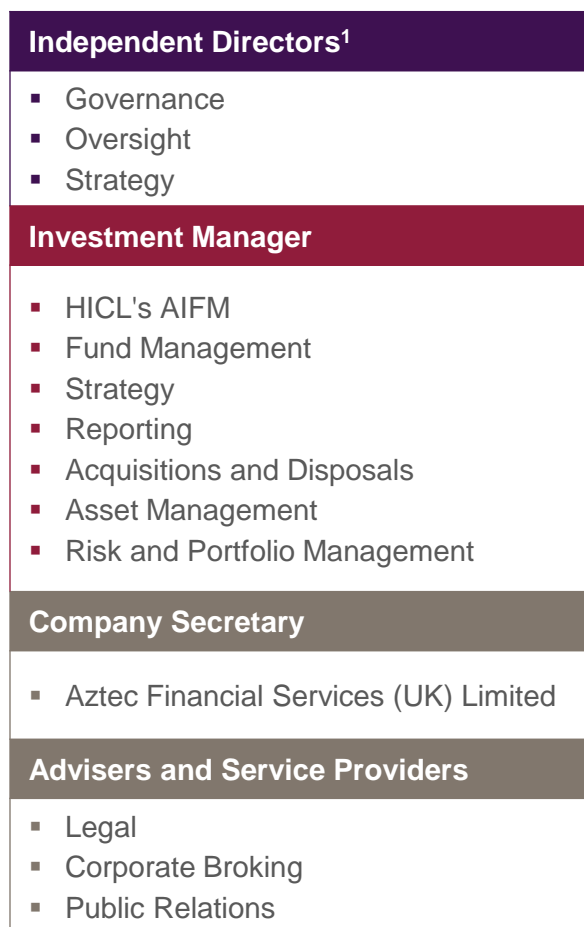 Independent Directors¹
▪ Governance
▪ Oversight
▪ Strategy
Investment Manager
▪ HICL's AIFM
▪ Fund Management
▪ Strategy
▪ Reporting
▪ Acquisitions and Disposals
▪ Asset Management
▪ Risk and Portfolio Management
Company Secretary
▪ Aztec Financial Services (UK) Limited
Advisers and Service Providers
▪ Legal
▪ Corporate Broking
▪ Public Relations